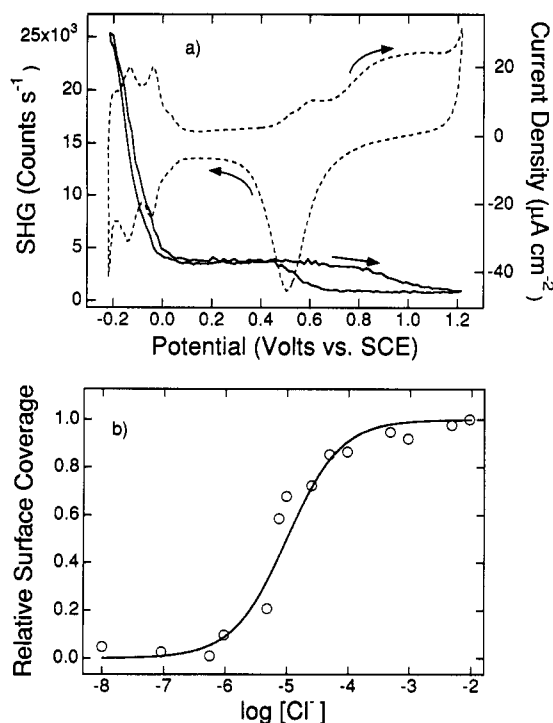 a)
25x10³
20
15
10
5
0
SHG (Counts s⁻¹)
20
0
-20
-40
Current Density (µA cm⁻²)
-0.2 0.0 0.2 0.4 0.6 0.8 1.0 1.2
Potential (Volts vs. SCE)
b)
1.0
0.8
0.6
0.4
0.2
0.0
Relative Surface Coverage
-8 -7 -6 -5 -4 -3 -2
log [Cl⁻]